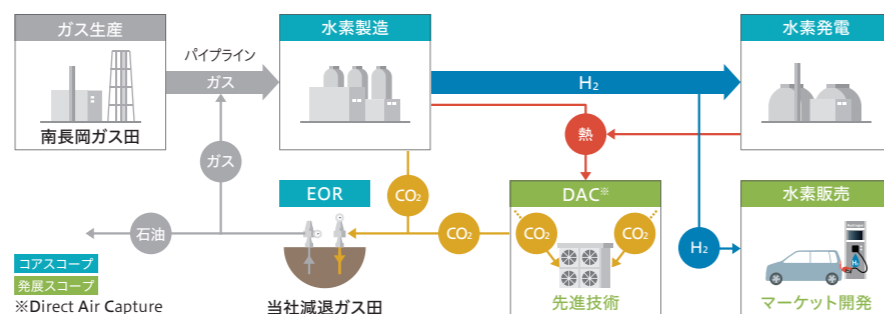 ガス生産
水素製造
水素発電
パイプライン
ガス
H₂
南長岡ガス田
熱
ガス
CO₂
EOR
DAC※
水素販売
石油
CO₂
CO₂
CO₂
H₂
コアスコープ
発展スコープ
※Direct Air Capture
当社減退ガス田
先進技術
マーケット開発